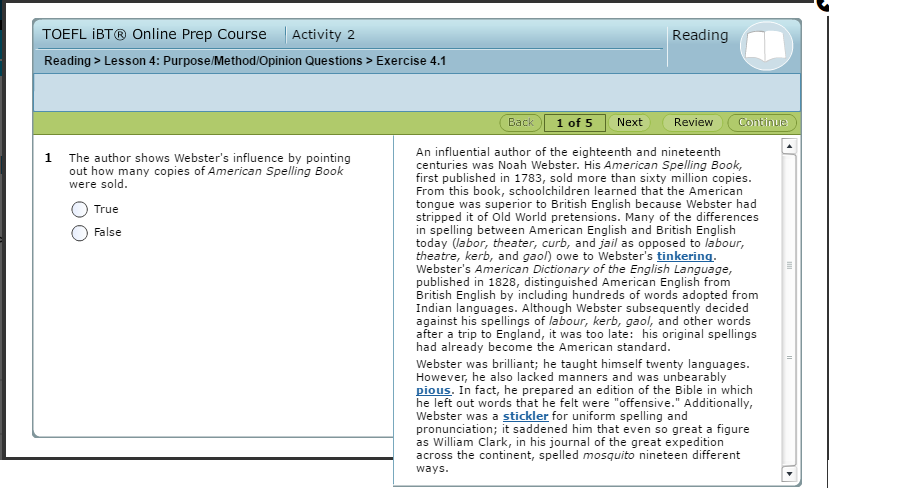 TOEFL iBT® Online Prep Course
Activity 2
Reading
Reading > Lesson 4: Purpose/Method/Opinion Questions > Exercise 4.1
Back
1 of 5
Next
Review
Continue
1 The author shows Webster's influence by pointing
out how many copies of American Spelling Book
were sold.
True
False
An influential author of the eighteenth and nineteenth
centuries was Noah Webster. His American Spelling Book,
first published in 1783, sold more than sixty million copies.
From this book, schoolchildren learned that the American
tongue was superior to British English because Webster had
stripped it of Old World pretensions. Many of the differences
in spelling between American English and British English
today (labor, theater, curb, and jail as opposed to labour,
theatre, kerb, and gaol) owe to Webster's tinkering.
Webster's American Dictionary of the English Language,
published in 1828, distinguished American English from
British English by including hundreds of words adopted from
Indian languages. Although Webster subsequently decided
against his spellings of labour, kerb, gaol, and other words
after a trip to England, it was too late: his original spellings
had already become the American standard.
Webster was brilliant; he taught himself twenty languages.
However, he also lacked manners and was unbearably
pious. In fact, he prepared an edition of the Bible in which
he left out words that he felt were "offensive." Additionally,
Webster was a stickler for uniform spelling and
pronunciation; it saddened him that even so great a figure
as William Clark, in his journal of the great expedition
across the continent, spelled mosquito nineteen different
ways.